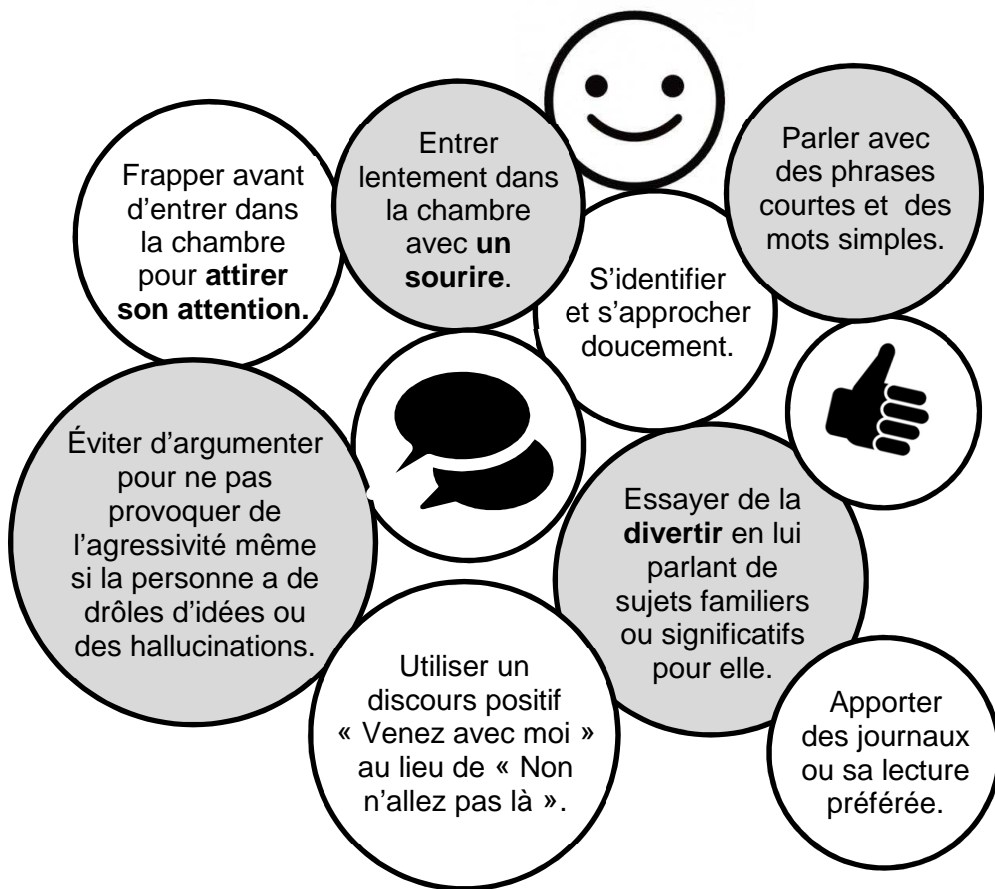 Frapper avant
d’entrer dans
la chambre
pour attirer
son attention.
Entrer
lentement dans
la chambre
avec un
sourire.
S’identifier
et s’approcher
doucement.
Parler avec
des phrases
courtes et des
mots simples.
Éviter d’argumenter
pour ne pas
provoquer de
l’agressivité même
si la personne a de
drôles d’idées ou
des hallucinations.
Utiliser un
discours positif
« Venez avec moi »
au lieu de « Non
n’allez pas là ».
Essayer de la
divertir en lui
parlant de
sujets familiers
ou significatifs
pour elle.
Apporter
des journaux
ou sa lecture
préférée.